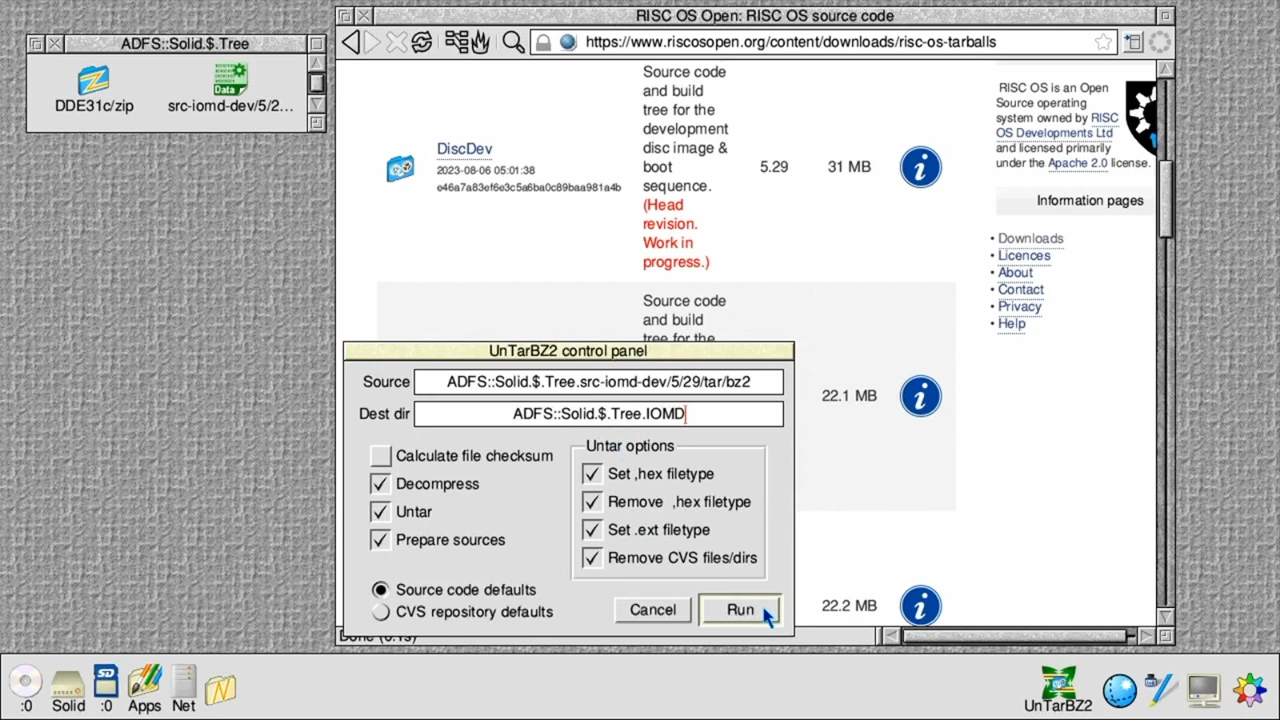 RISC OS Open: RISC OS source code
ADFS::Solid.$.Tree
https://www.riscosopen.org/content/downloads/risc-os-tarballs
DDE31c/zip
Data
src-iomd-dev/5/2...
Source code
and build
tree for the
development
disc image &
boot
sequence.
(Head
revision.
Work in
progress.)
DiscDev
2023-08-06 05:01:38
e46a7a83ef6e3c5a6ba0c89baa981a4b
5.29
31 MB
RISC OS is an Open
Source operating
system owned by RISC
OS Developments Ltd
and licensed primarily
under the Apache 2.0 license.
Information pages
• Downloads
• Licences
• About
• Contact
• Privacy
• Help
Source code
and build
tree for the
22.1 MB
22.2 MB
UnTarBZ2 control panel
Source
ADFS::Solid.$.Tree.src-iomd-dev/5/29/tar/bz2
Dest dir
ADFS::Solid.$.Tree.IOMD
Calculate file checksum
Decompress
Untar
Prepare sources
Untar options
Set ,hex filetype
Remove ,hex filetype
Set .ext filetype
Remove CVS files/dirs
Source code defaults
CVS repository defaults
Cancel
Run
:0
Solid
SD
:0
Apps
Net
UnTarBZ2